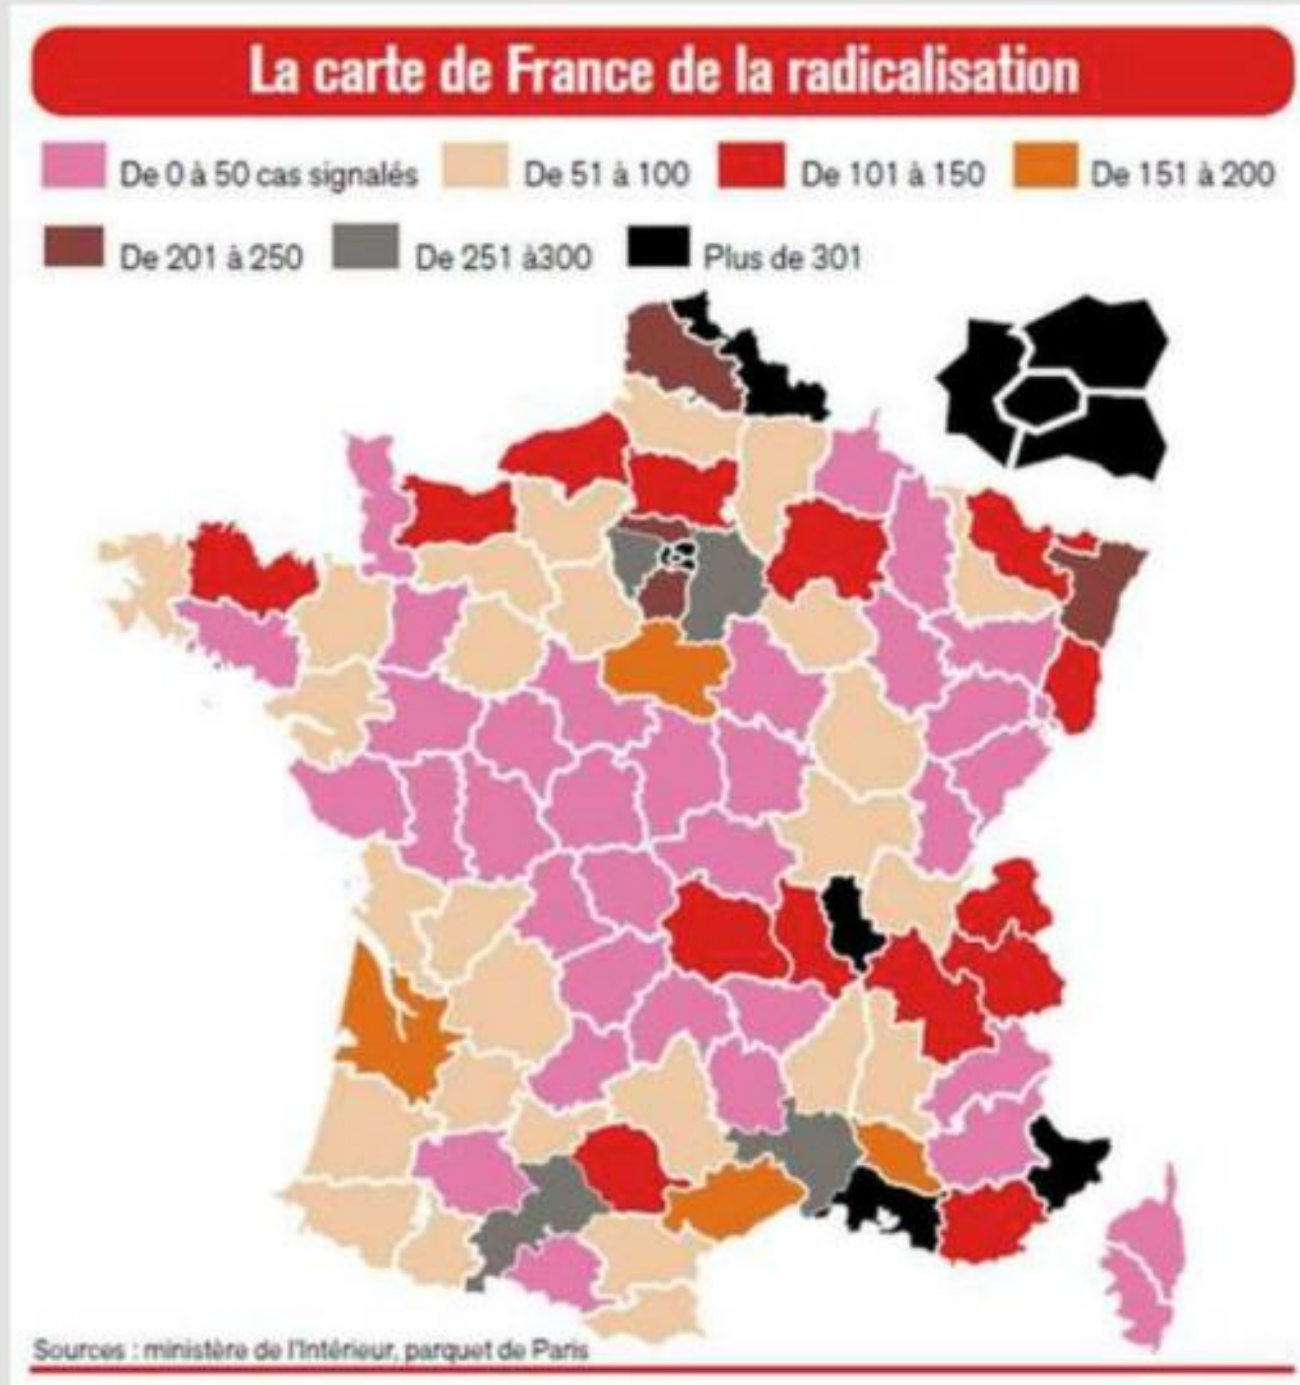 La carte de France de la radicalisation
De 0 à 50 cas signalés De 51 à 100 De 101 à 150 De 151 à 200
De 201 à 250 De 251 à300 Plus de 301
Sources : ministère de l'Intérieur, parquet de Paris